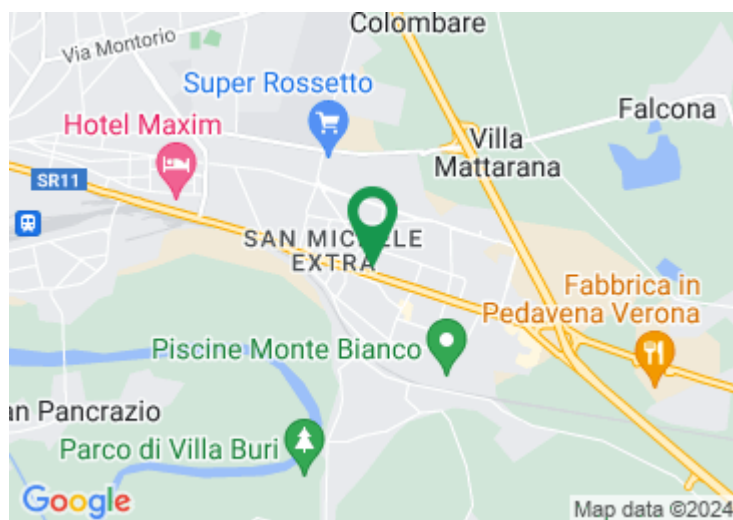 Colombare
Via Montorio
Super Rossetto
Falcona
Hotel Maxim
Villa
Mattarana
SR11
SAN MICHELE
EXTRA
Fabbrica in
Pedavena Verona
Piscine Monte Bianco
an Pancrazio
Parco di Villa Buri
Google
Map data ©2024